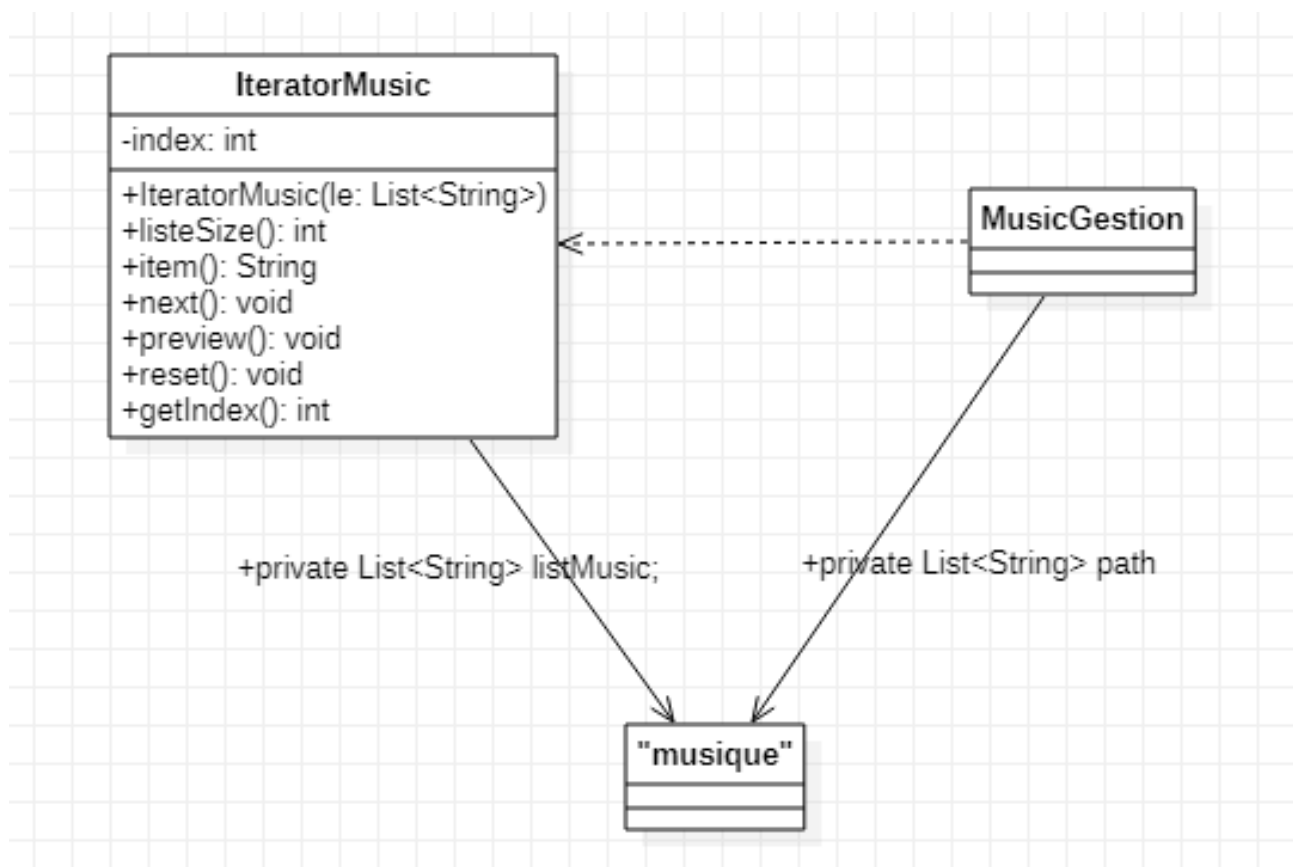 IteratorMusic
-index: int
+IteratorMusic(le: List<String>)
+listeSize(): int
+item(): String
+next(): void
+preview(): void
+reset(): void
+getIndex(): int
MusicGestion
+private List<String> listMusic;
+private List<String> path
"musique"